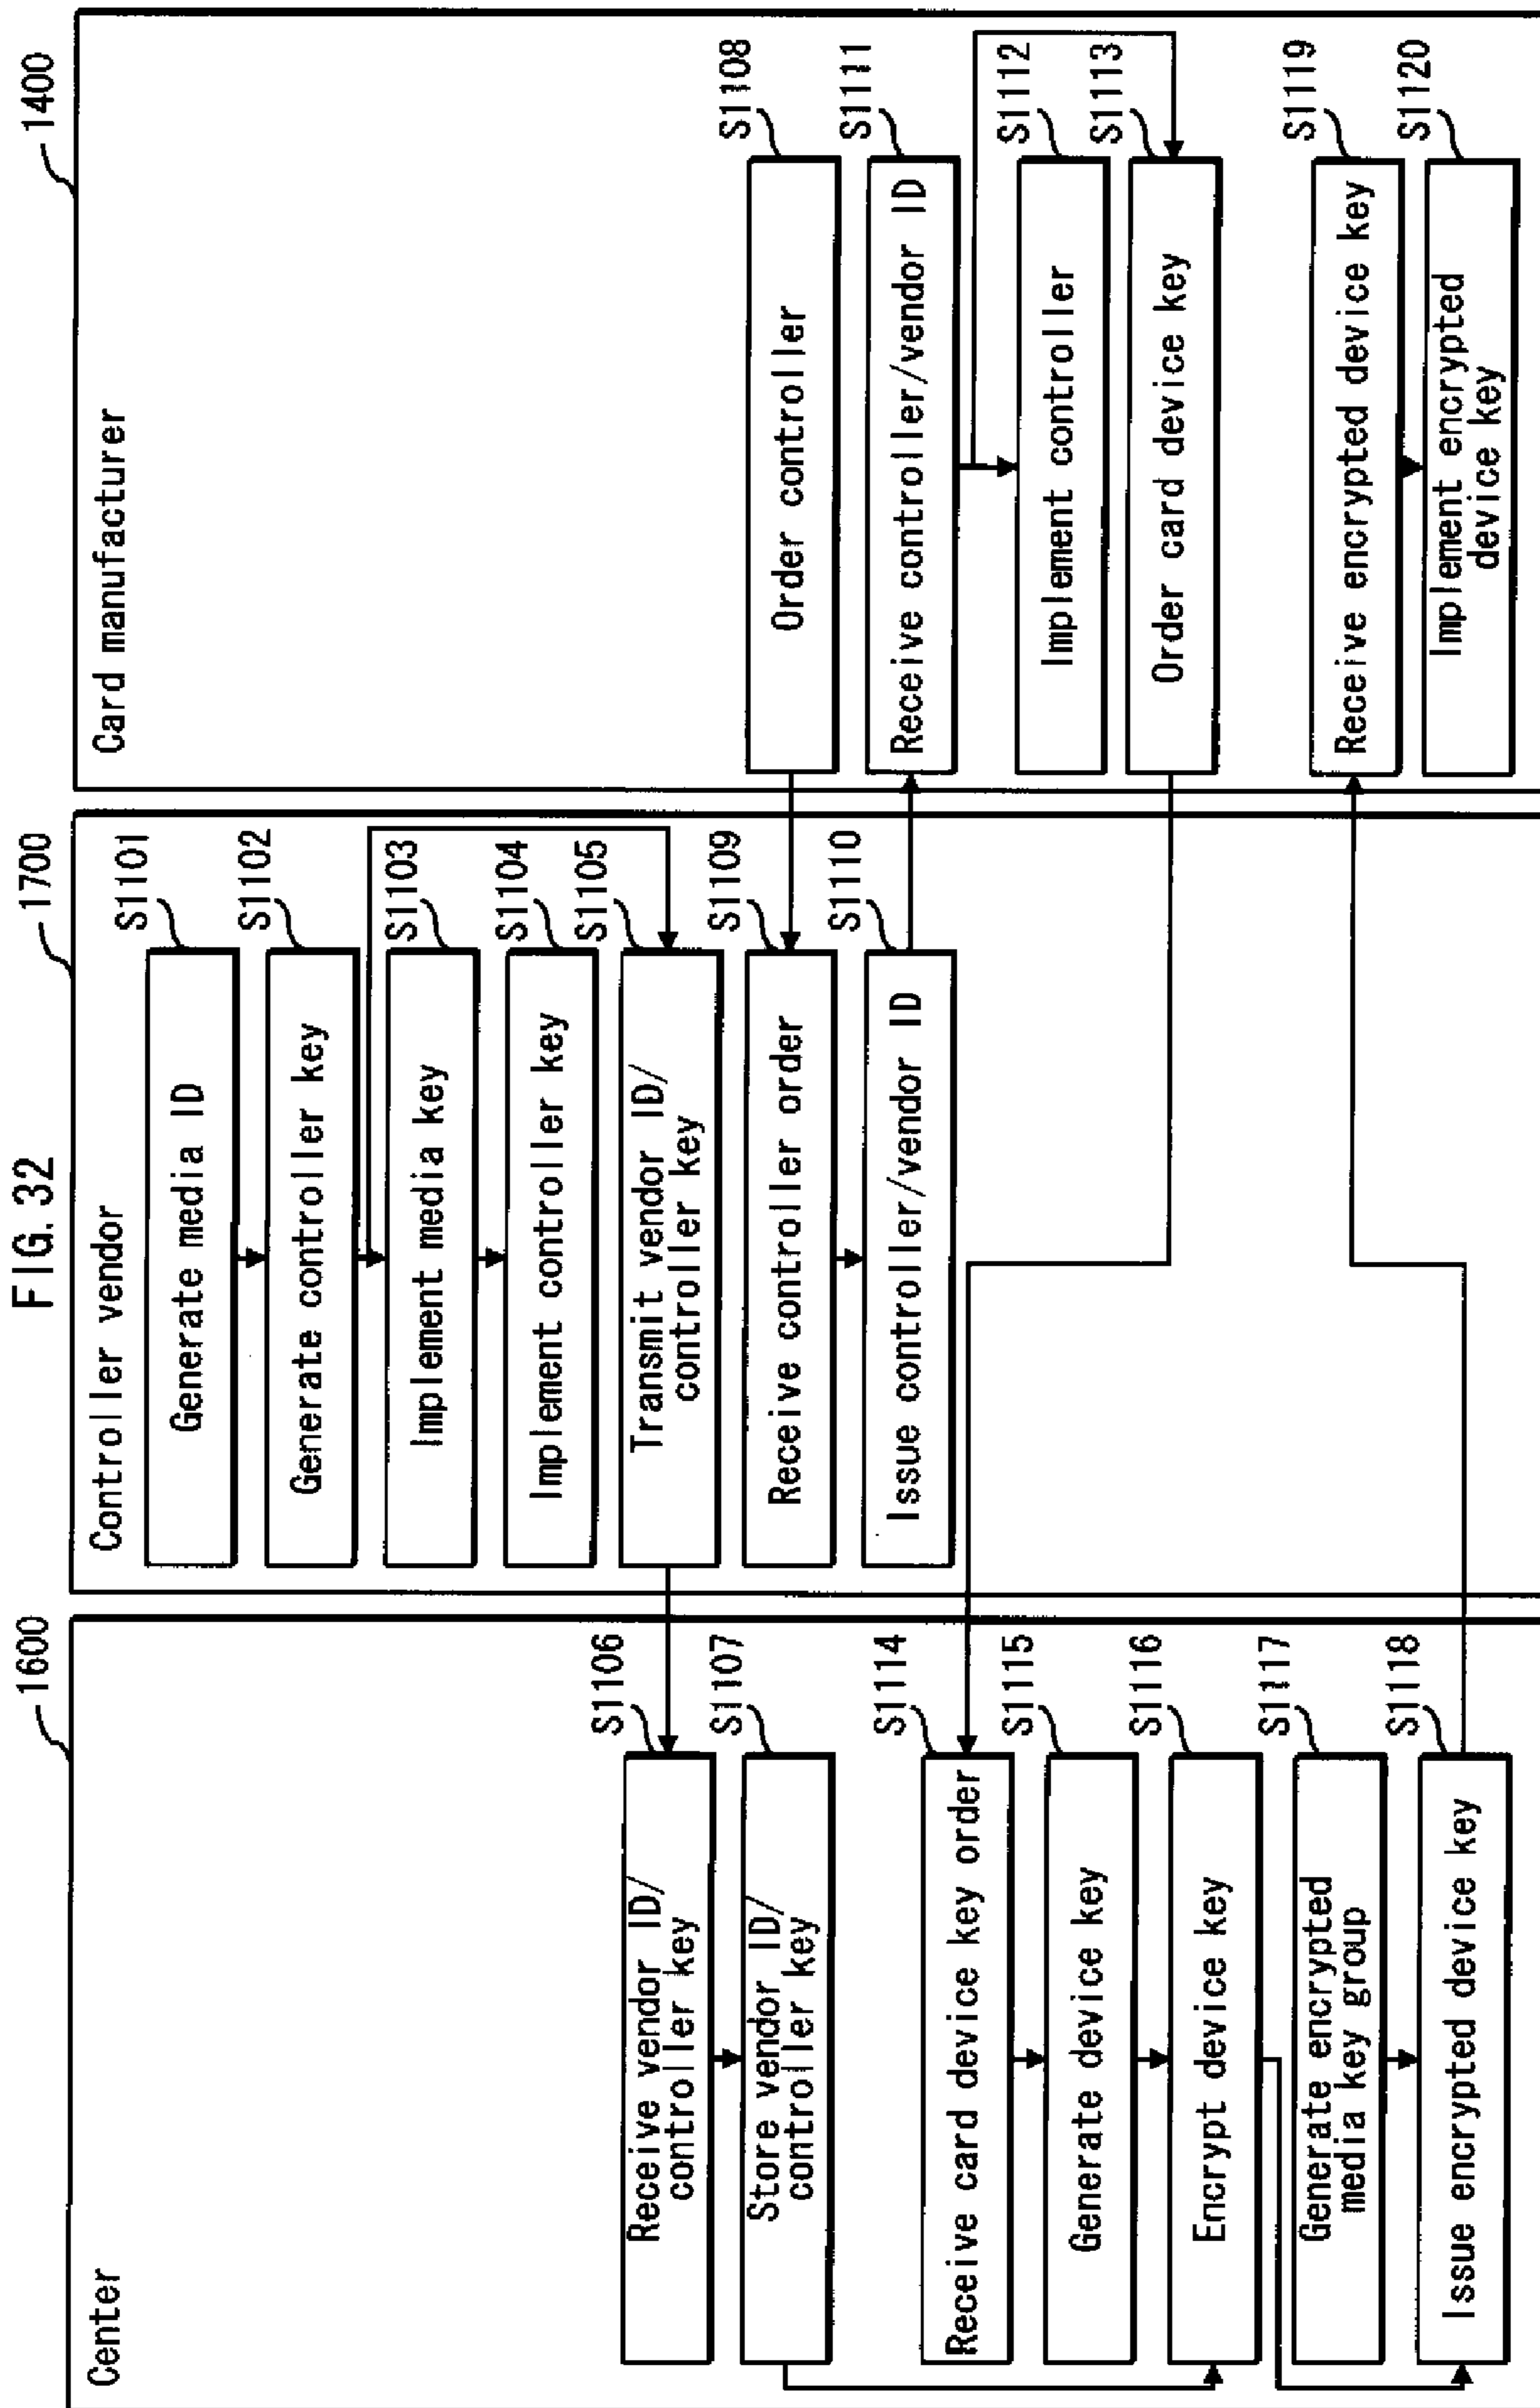 FIG. 32
1600
Center
Receive vendor ID/
controller key
S1106
Store vendor ID/
controller key
S1107
Receive card device key order
S1114
Generate device key
S1115
Encrypt device key
S1116
Generate encrypted
media key group
S1117
Issue encrypted device key
S1118
1700
Controller vendor
Generate media ID
S1101
Generate controller key
S1102
Implement media key
S1103
Implement controller key
S1104
Transmit vendor ID/
controller key
S1105
Receive controller order
S1109
Issue controller/vendor ID
S1110
1400
Card manufacturer
Order controller
S1108
Receive controller/vendor ID
S1111
Implement controller
S1112
Order card device key
S1113
Receive encrypted device key
S1119
Implement encrypted
device key
S1120